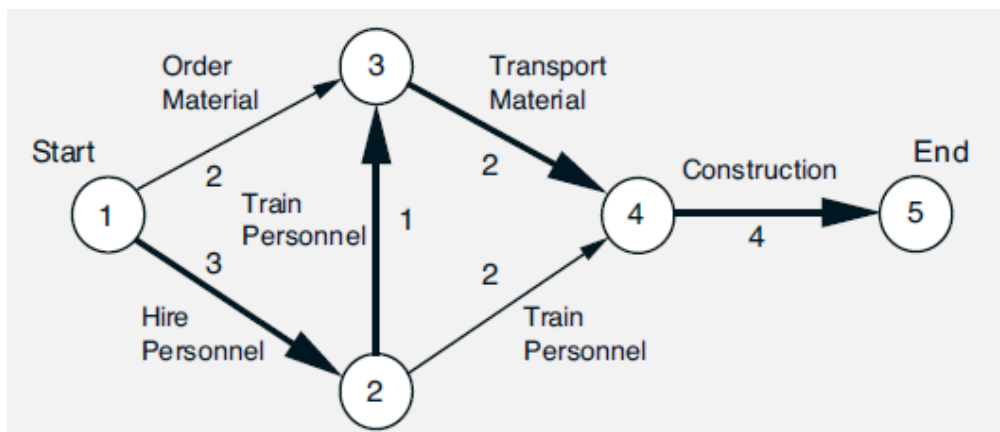 Order
Material
3
Transport
Material
Start
2
2
Construction
End
1
Train
Personnel
1
4
4
5
3
2
Hire
Personnel
Train
Personnel
2